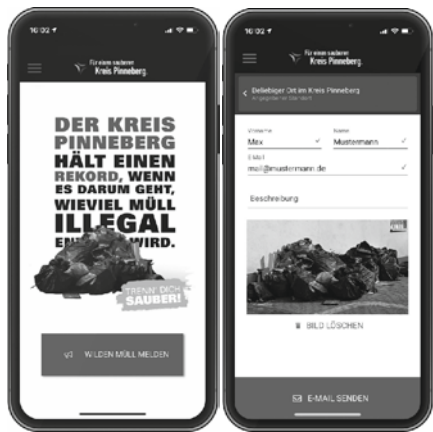 16:02
Für einen sauberen
Kreis Pinneberg.
DER KREIS
PINNEBERG
HÄLT EINEN
REKORD, WENN
ES DARUM GEHT,
WIEVIEL MÜLL
ILLEGAL
WIRD.
TRENN' DICH
SAUBER!
WILDEN MÜLL MELDEN
16:02
Für einen sauberen
Kreis Pinneberg.
Beliebiger Ort im Kreis Pinneberg
Angegebener Standort
Vorname
Name
Max
Mustermann
E-Mail
mail@mustermann.de
Beschreibung
BILD LÖSCHEN
E-MAIL SENDEN